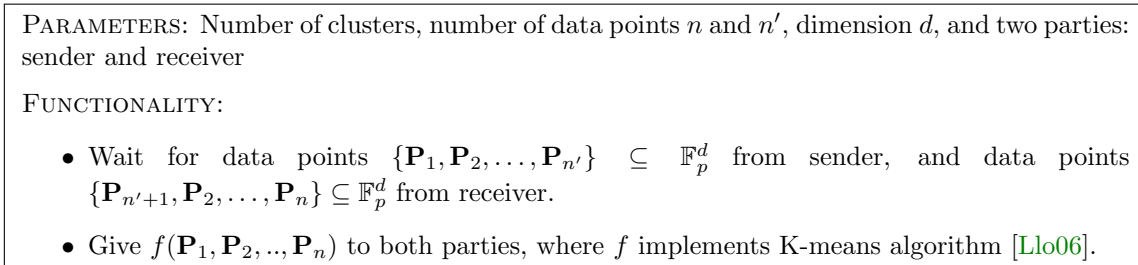 PARAMETERS: Number of clusters, number of data points n and n′, dimension d, and two parties:
sender and receiver
FUNCTIONALITY:
• Wait for data points {P₁, P₂, . . . , Pₙ′} ⊆ 𝔽ₚᵈ from sender, and data points
{Pₙ′₊₁, P₂, . . . , Pₙ} ⊆ 𝔽ₚᵈ from receiver.
• Give f(P₁, P₂, .., Pₙ) to both parties, where f implements K-means algorithm [Llo06].